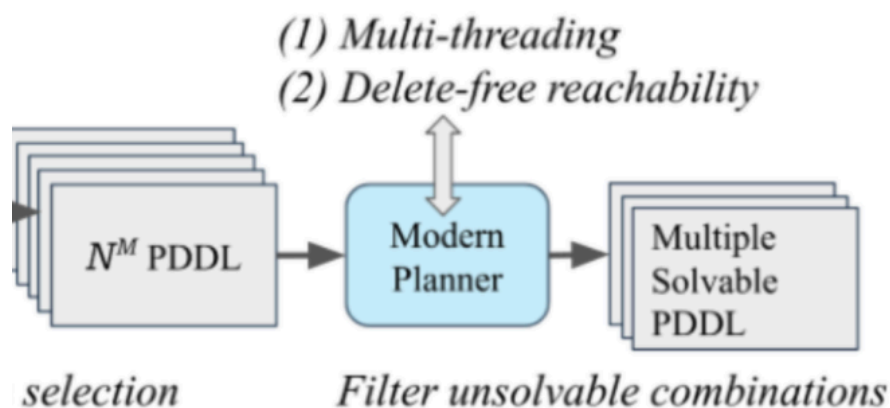 (1) Multi-threading
(2) Delete-free reachability
N^M PDDL
Modern
Planner
Multiple
Solvable
PDDL
selection
Filter unsolvable combinations